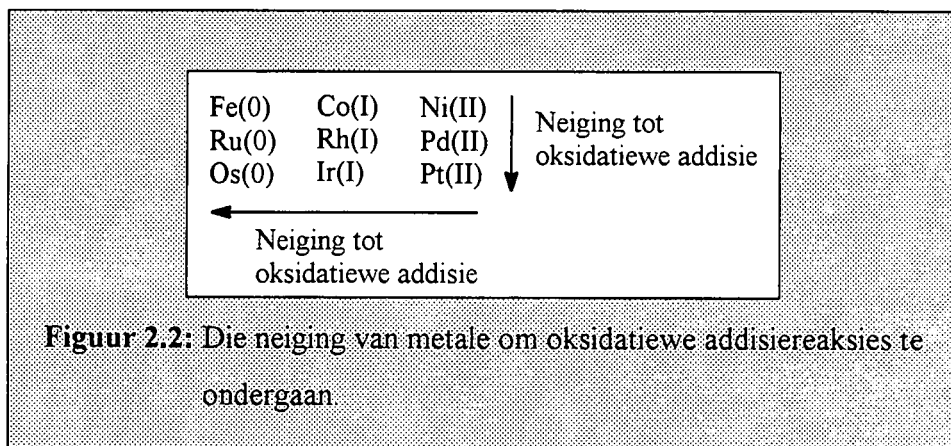 Fe(0) Co(I) Ni(II)
Ru(0) Rh(I) Pd(II)
Os(0) Ir(I) Pt(II)
Neiging tot
oksidatiewe addisie
Neiging tot
oksidatiewe addisie
Figuur 2.2: Die neiging van metale om oksidatiewe addisiereaksies te
ondergaan.